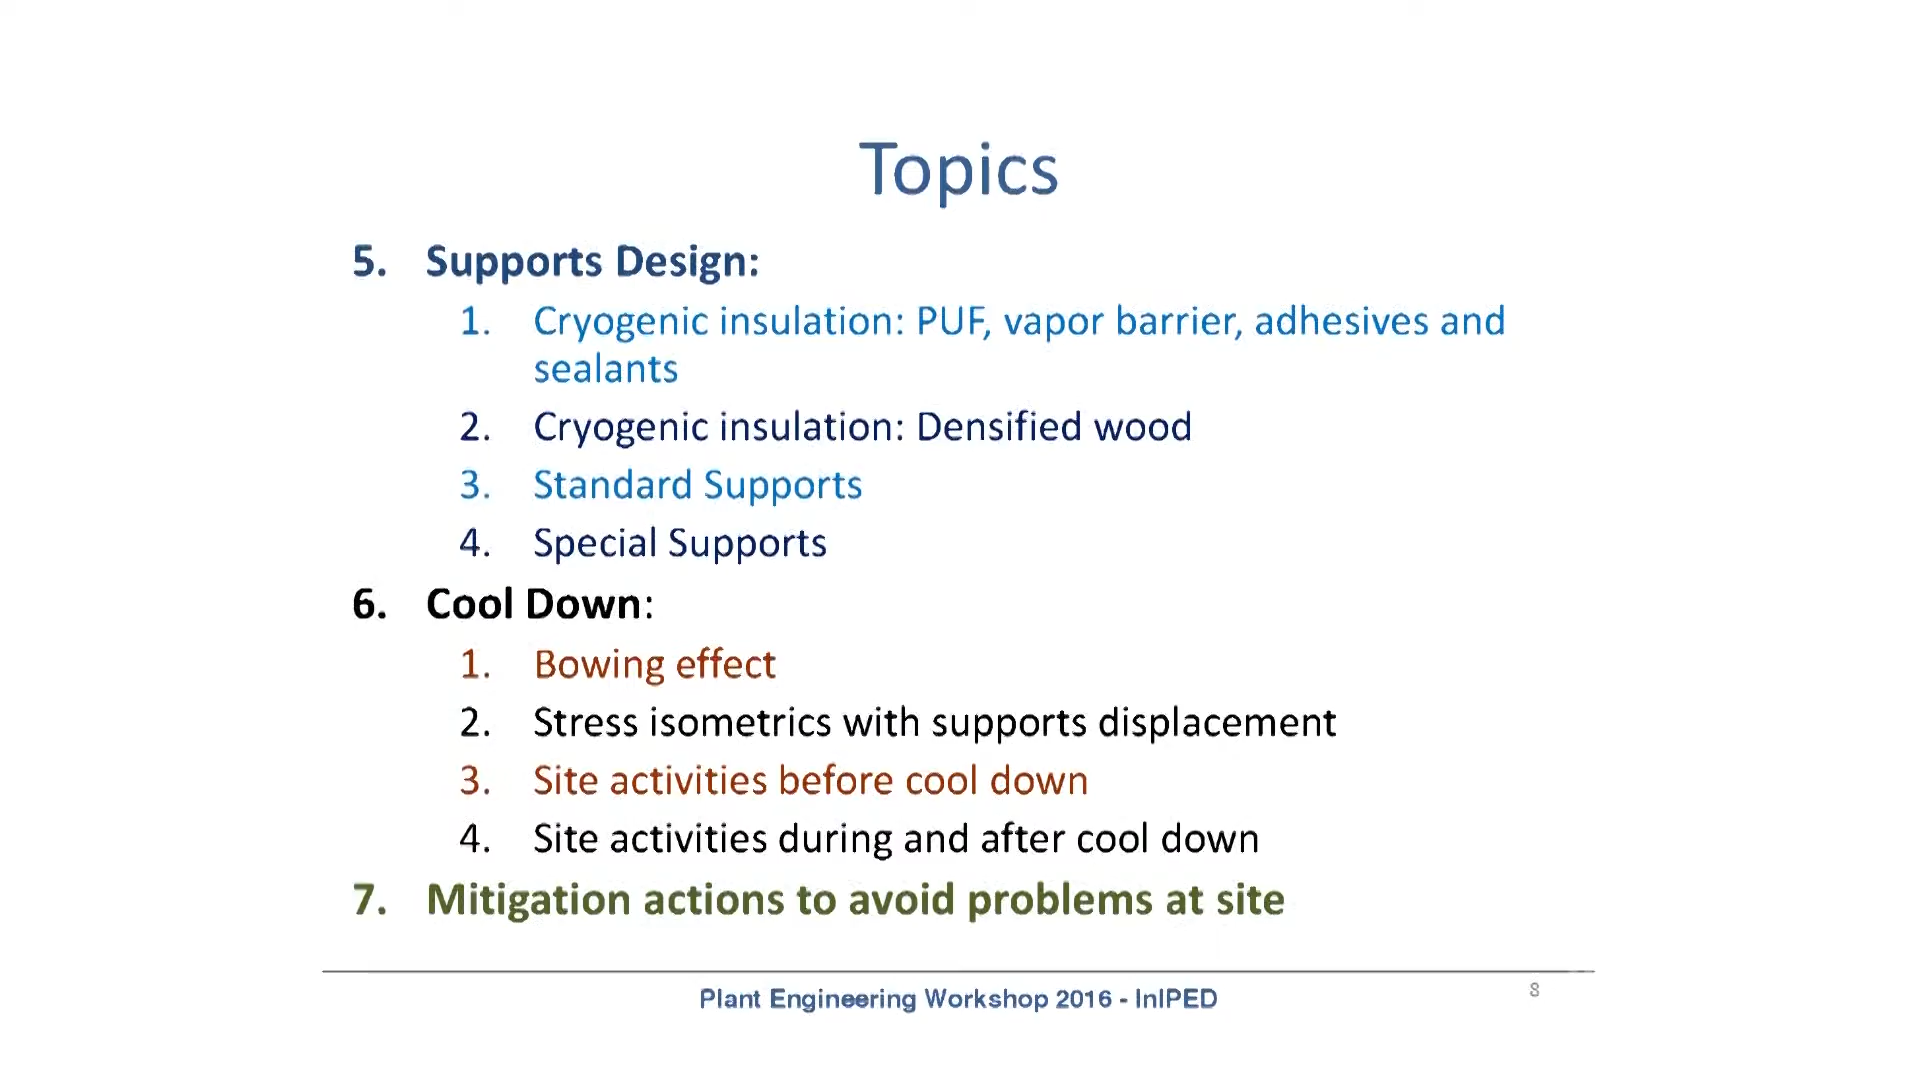 Topics
5. Supports Design:
1. Cryogenic insulation: PUF, vapor barrier, adhesives and
sealants
2. Cryogenic insulation: Densified wood
3. Standard Supports
4. Special Supports
6. Cool Down:
1. Bowing effect
2. Stress isometrics with supports displacement
3. Site activities before cool down
4. Site activities during and after cool down
7. Mitigation actions to avoid problems at site
Plant Engineering Workshop 2016 - InIPED
8